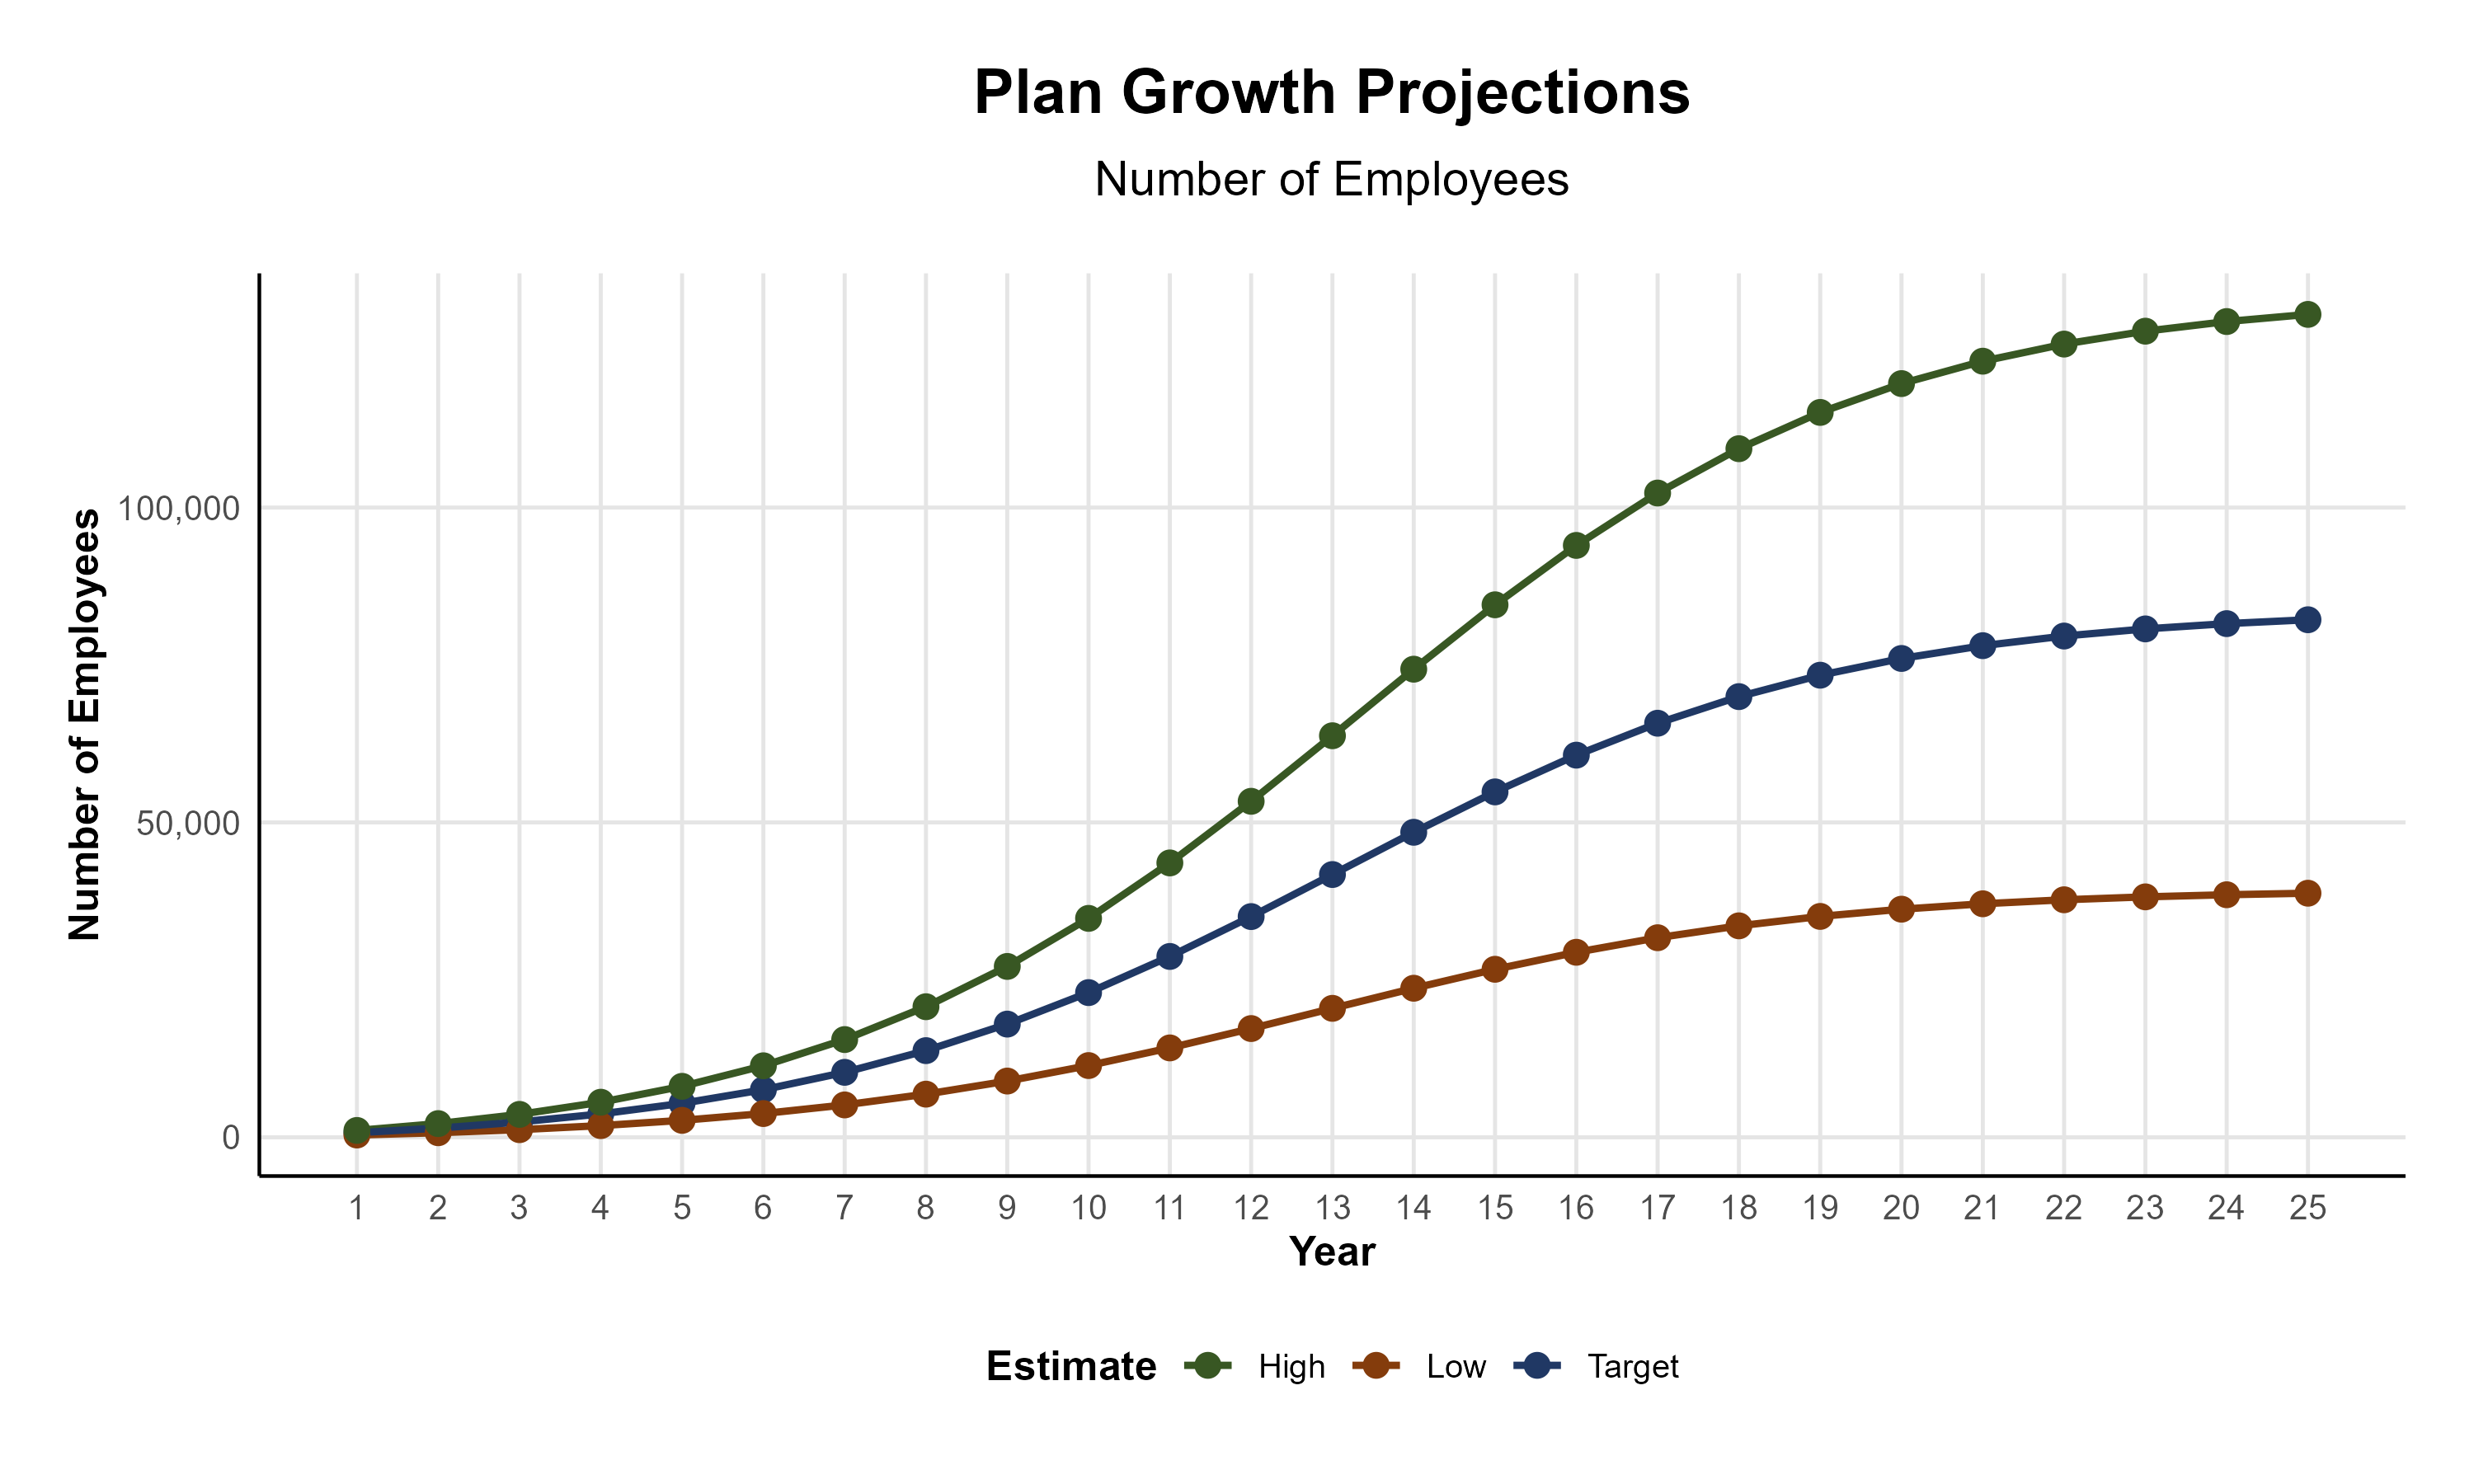 Plan Growth Projections
Number of Employees
Number of Employees
100,000
50,000
0
1 2 3 4 5 6 7 8 9 10 11 12 13 14 15 16 17 18 19 20 21 22 23 24 25
Year
Estimate High Low Target